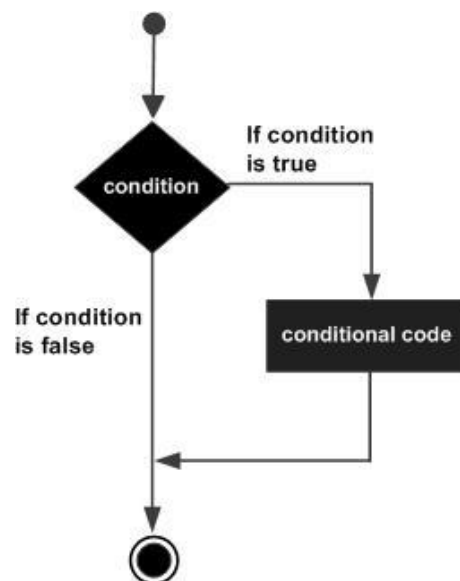 If condition
is true
condition
If condition
is false
conditional code